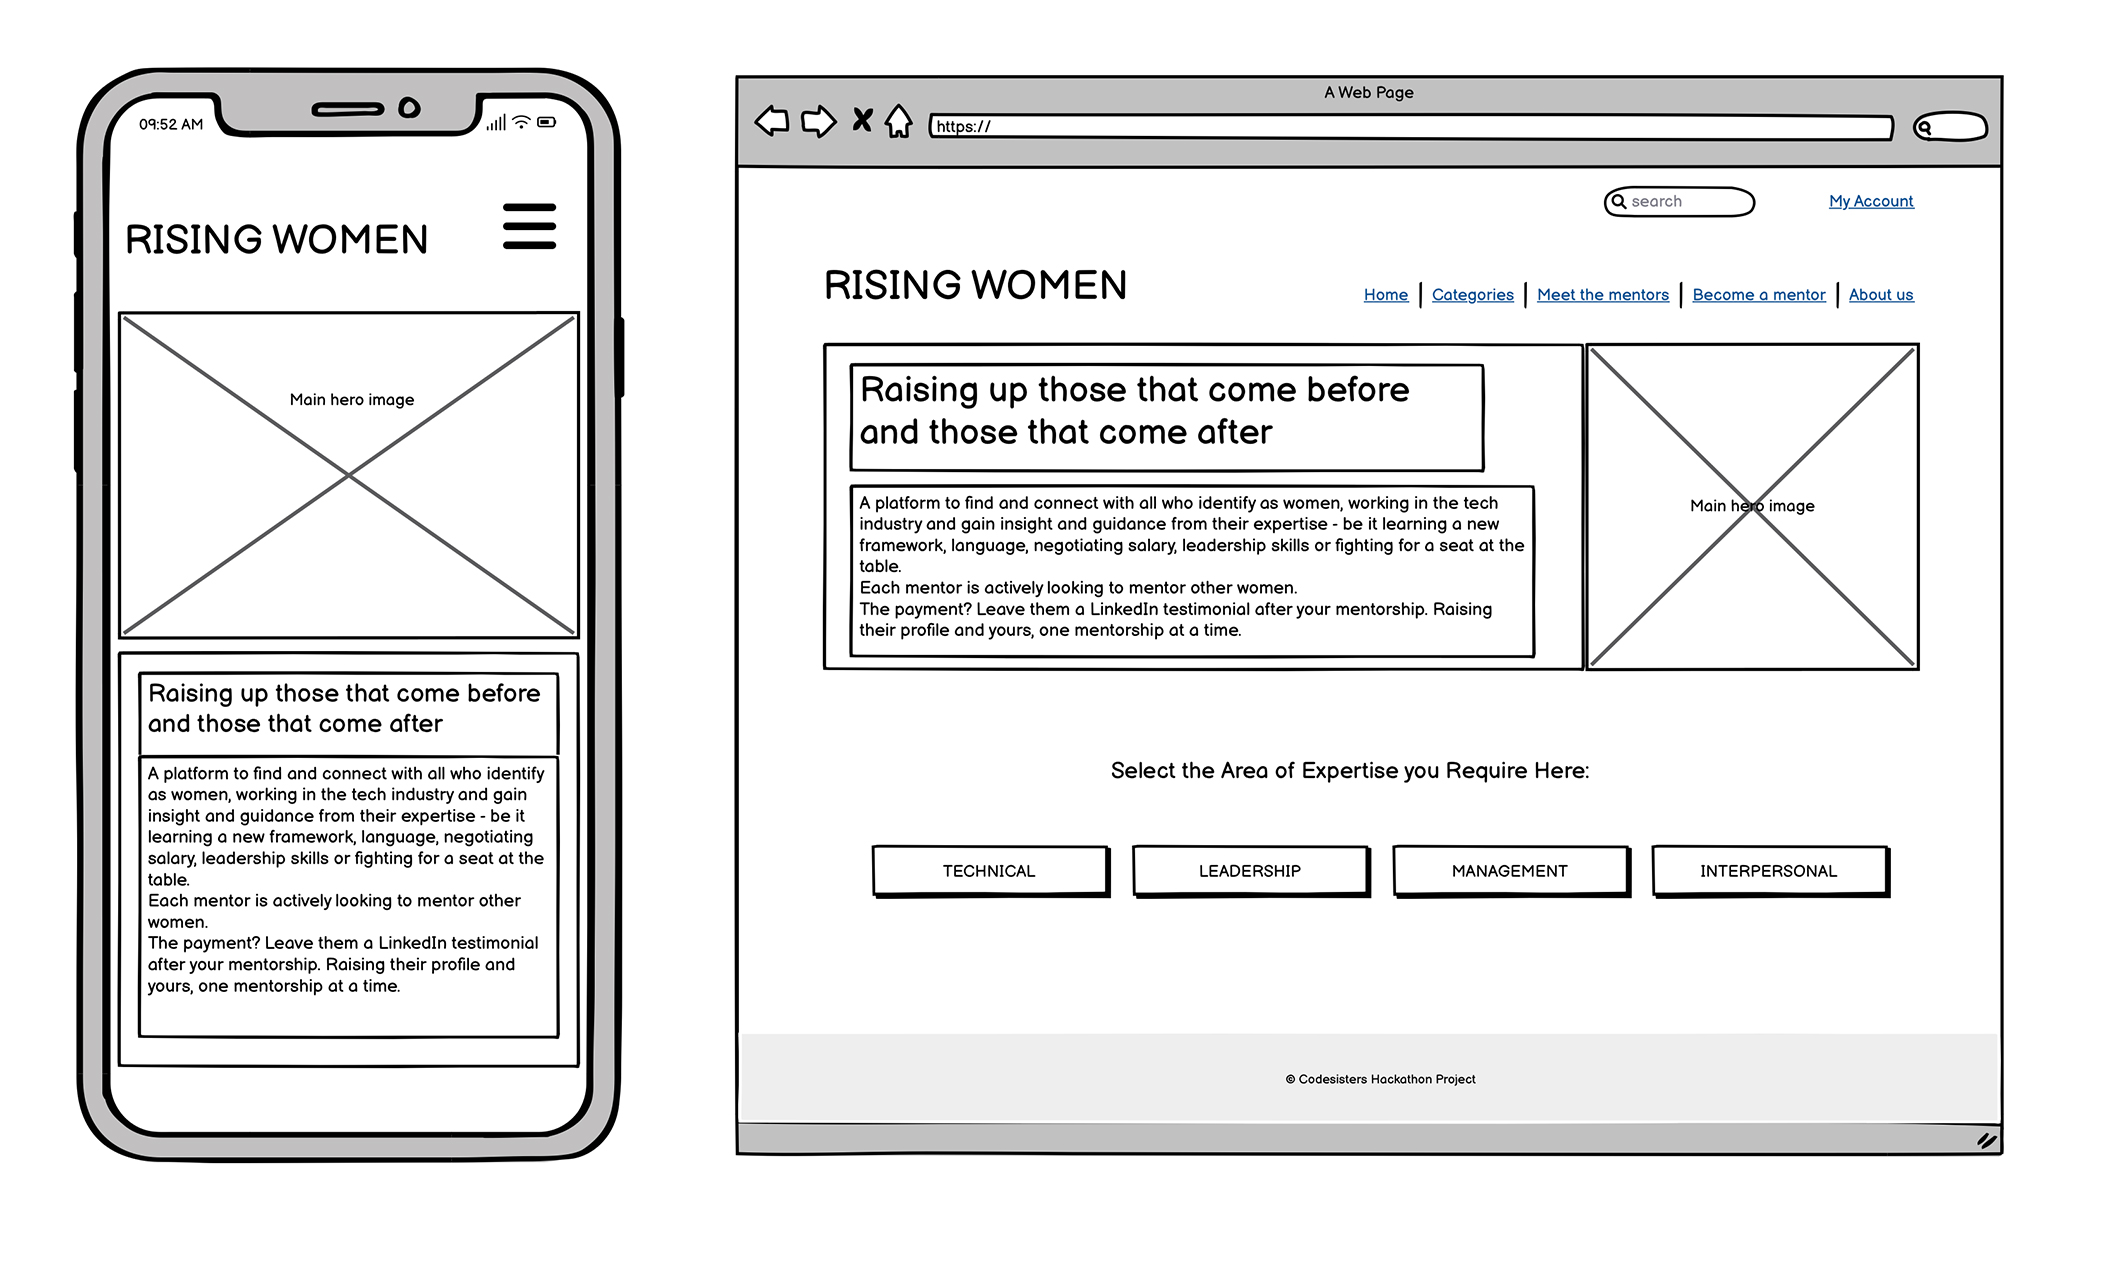 09:52 AM
RISING WOMEN
Main hero image
Raising up those that come before
and those that come after
A platform to find and connect with all who identify
as women, working in the tech industry and gain
insight and guidance from their expertise - be it
learning a new framework, language, negotiating
salary, leadership skills or fighting for a seat at the
table.
Each mentor is actively looking to mentor other
women.
The payment? Leave them a LinkedIn testimonial
after your mentorship. Raising their profile and
yours, one mentorship at a time.
A Web Page
https://
search
My Account
RISING WOMEN
Home | Categories | Meet the mentors | Become a mentor | About us
Raising up those that come before
and those that come after
A platform to find and connect with all who identify as women, working in the tech
industry and gain insight and guidance from their expertise - be it learning a new
framework, language, negotiating salary, leadership skills or fighting for a seat at the
table.
Each mentor is actively looking to mentor other women.
The payment? Leave them a LinkedIn testimonial after your mentorship. Raising
their profile and yours, one mentorship at a time.
Main hero image
Select the Area of Expertise you Require Here:
TECHNICAL
LEADERSHIP
MANAGEMENT
INTERPERSONAL
© Codesisters Hackathon Project